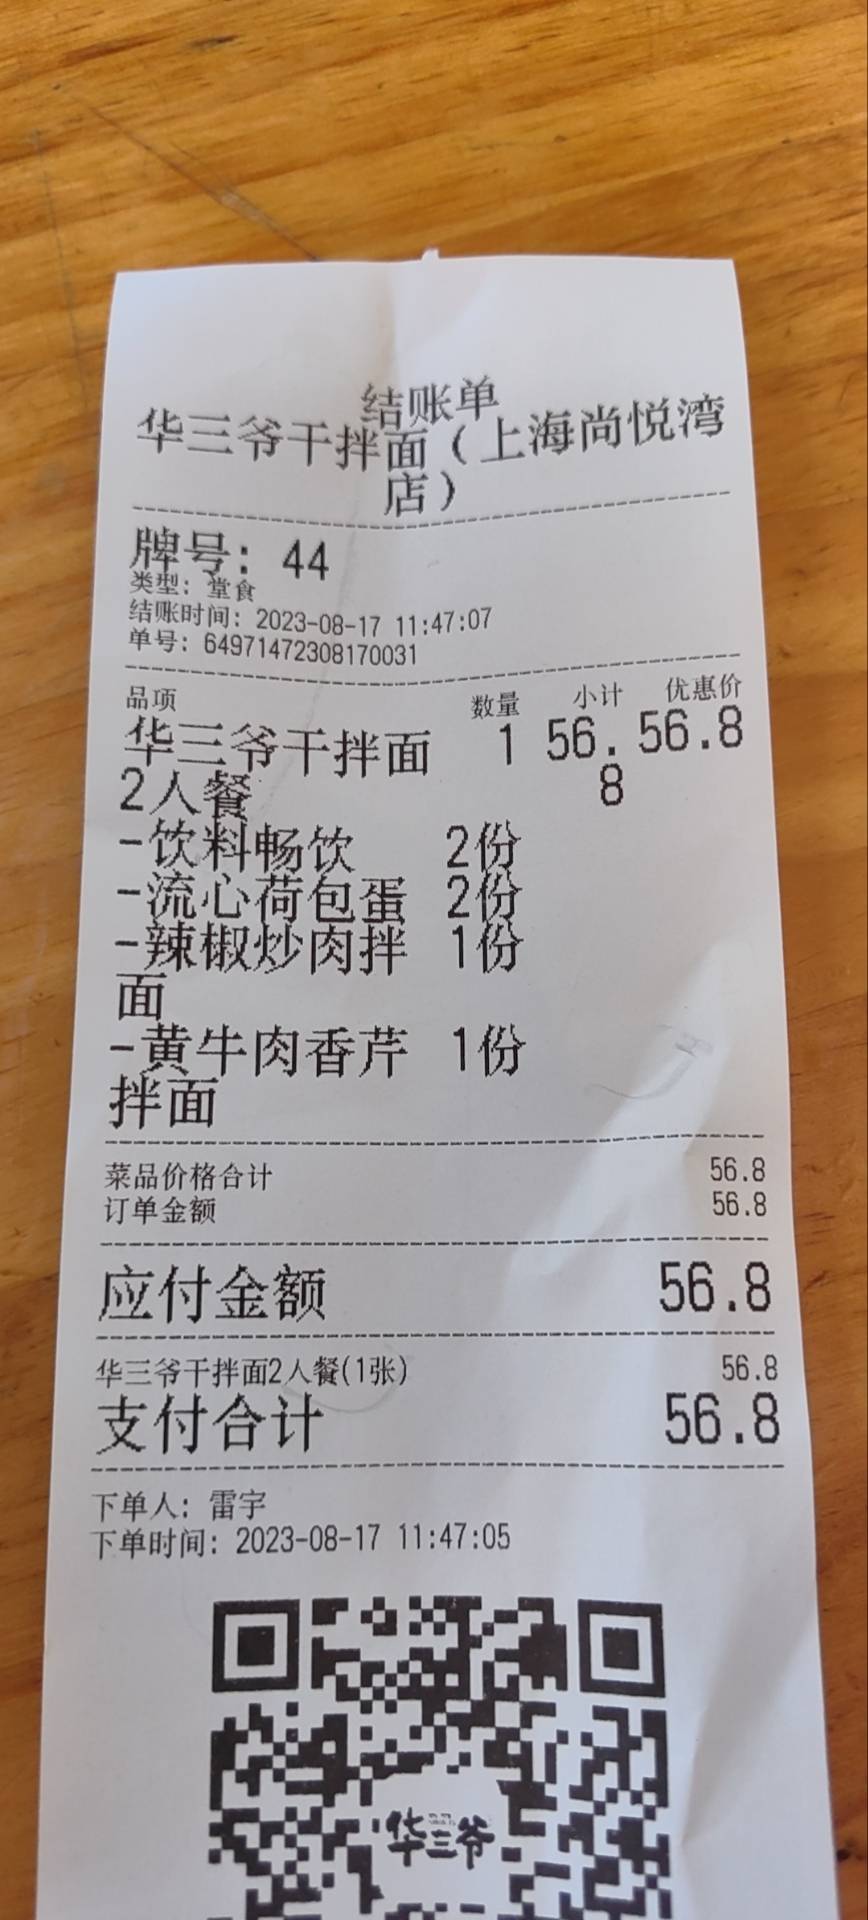 结账单
华三爷干拌面（上海尚悦湾
店）
牌号：44
类型：堂食
结账时间：2023-08-17 11:47:07
单号：64971472308170031
品项 数量 小计 优惠价
华三爷干拌面 1 56. 56.8
2人餐 8
-饮料畅饮 2份
-流心荷包蛋 2份
-辣椒炒肉拌 1份
面
-黄牛肉香芹 1份
拌面
菜品价格合计 56.8
订单金额 56.8
应付金额 56.8
华三爷干拌面2人餐(1张) 56.8
支付合计 56.8
下单人：雷宇
下单时间：2023-08-17 11:47:05
华三爷